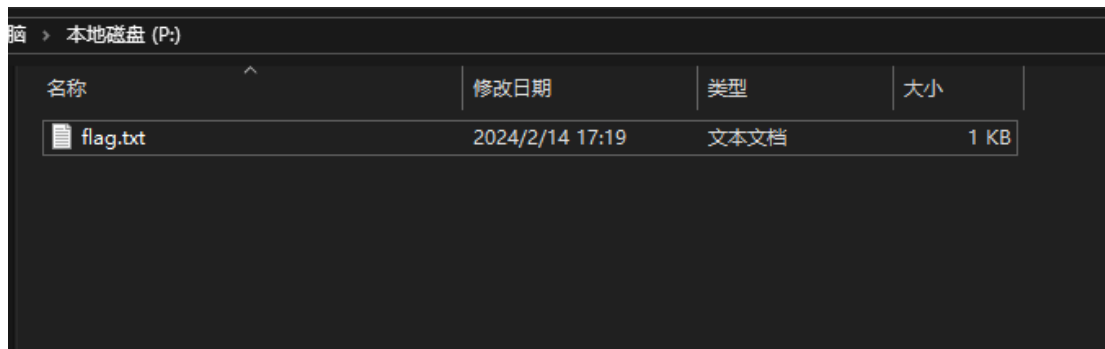 脑 › 本地磁盘 (P:)
名称 修改日期 类型 大小
flag.txt 2024/2/14 17:19 文本文档 1 KB